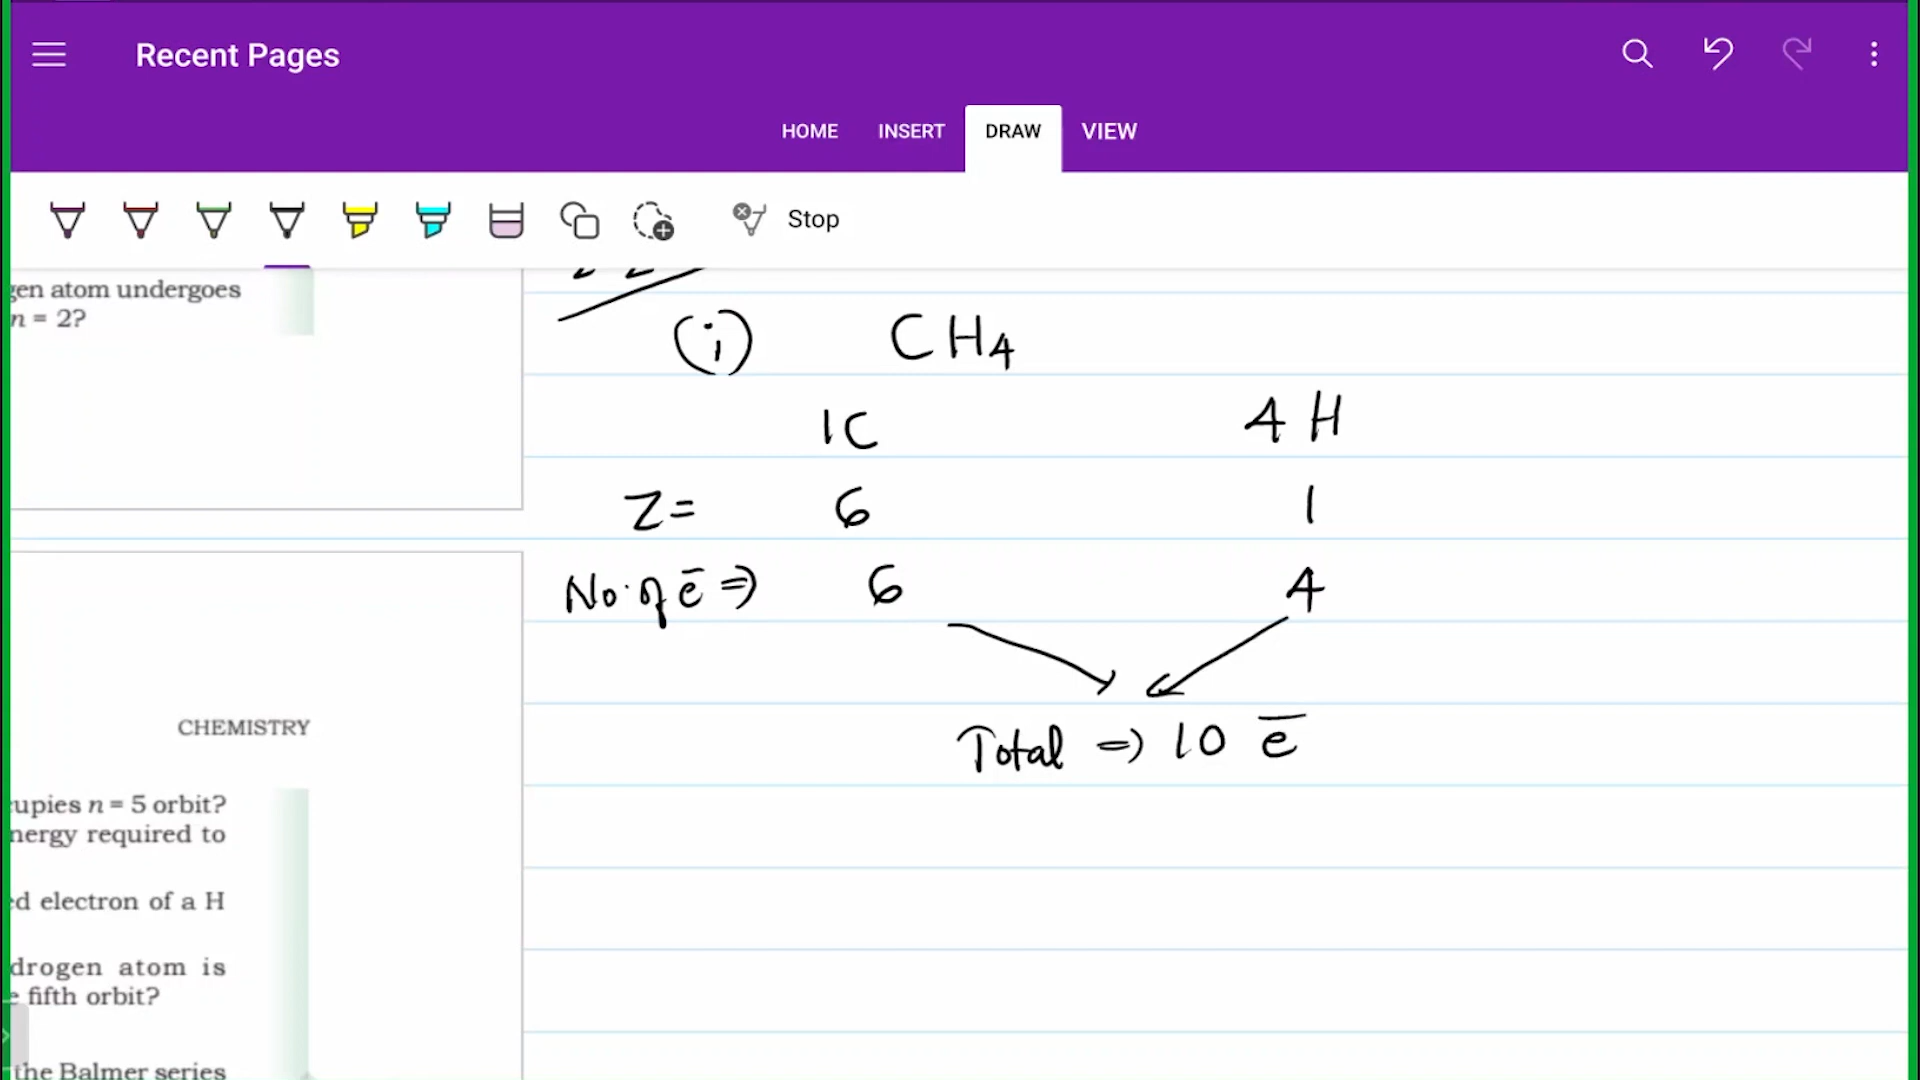 Recent Pages
HOME INSERT DRAW VIEW
Stop
gen atom undergoes
n = 2?
CHEMISTRY
upies n = 5 orbit?
nergy required to
ed electron of a H
drogen atom is
e fifth orbit?
the Balmer series
(i) CH4
1C 4 H
Z= 6 1
No. of e̅ ⇒ 6 4
Total ⇒ 10 e̅